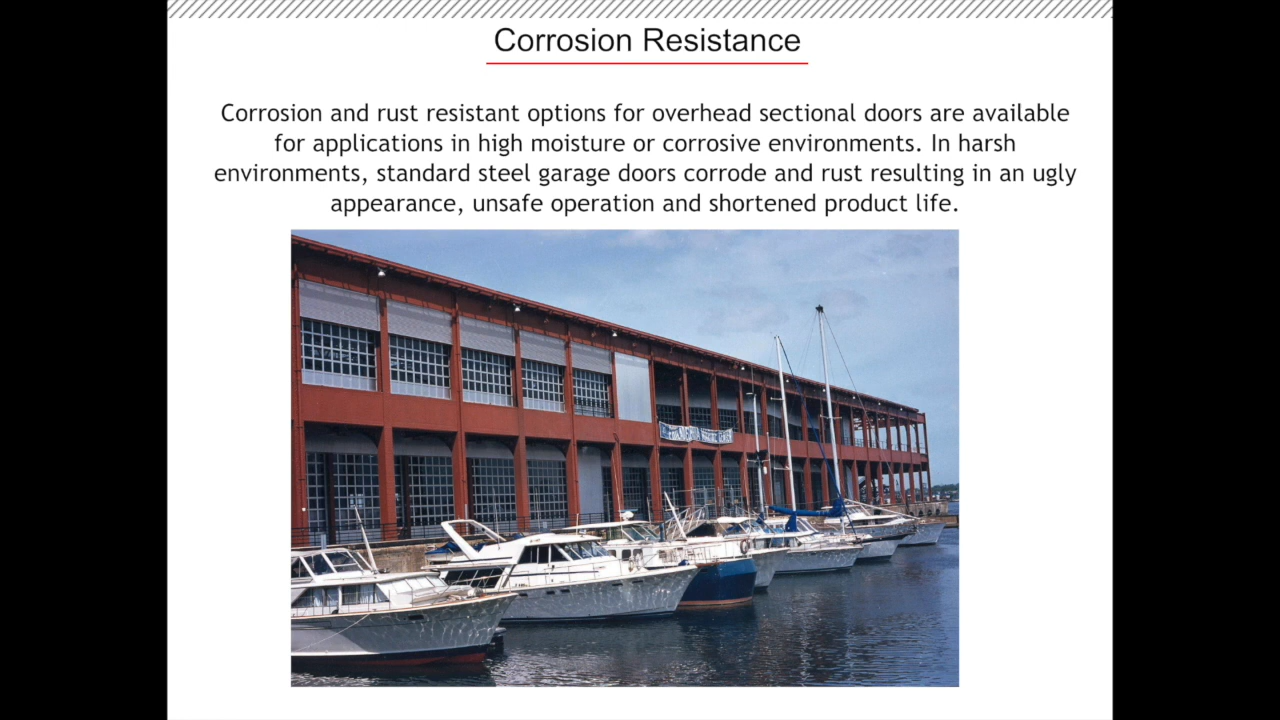 Corrosion Resistance
Corrosion and rust resistant options for overhead sectional doors are available
for applications in high moisture or corrosive environments. In harsh
environments, standard steel garage doors corrode and rust resulting in an ugly
appearance, unsafe operation and shortened product life.